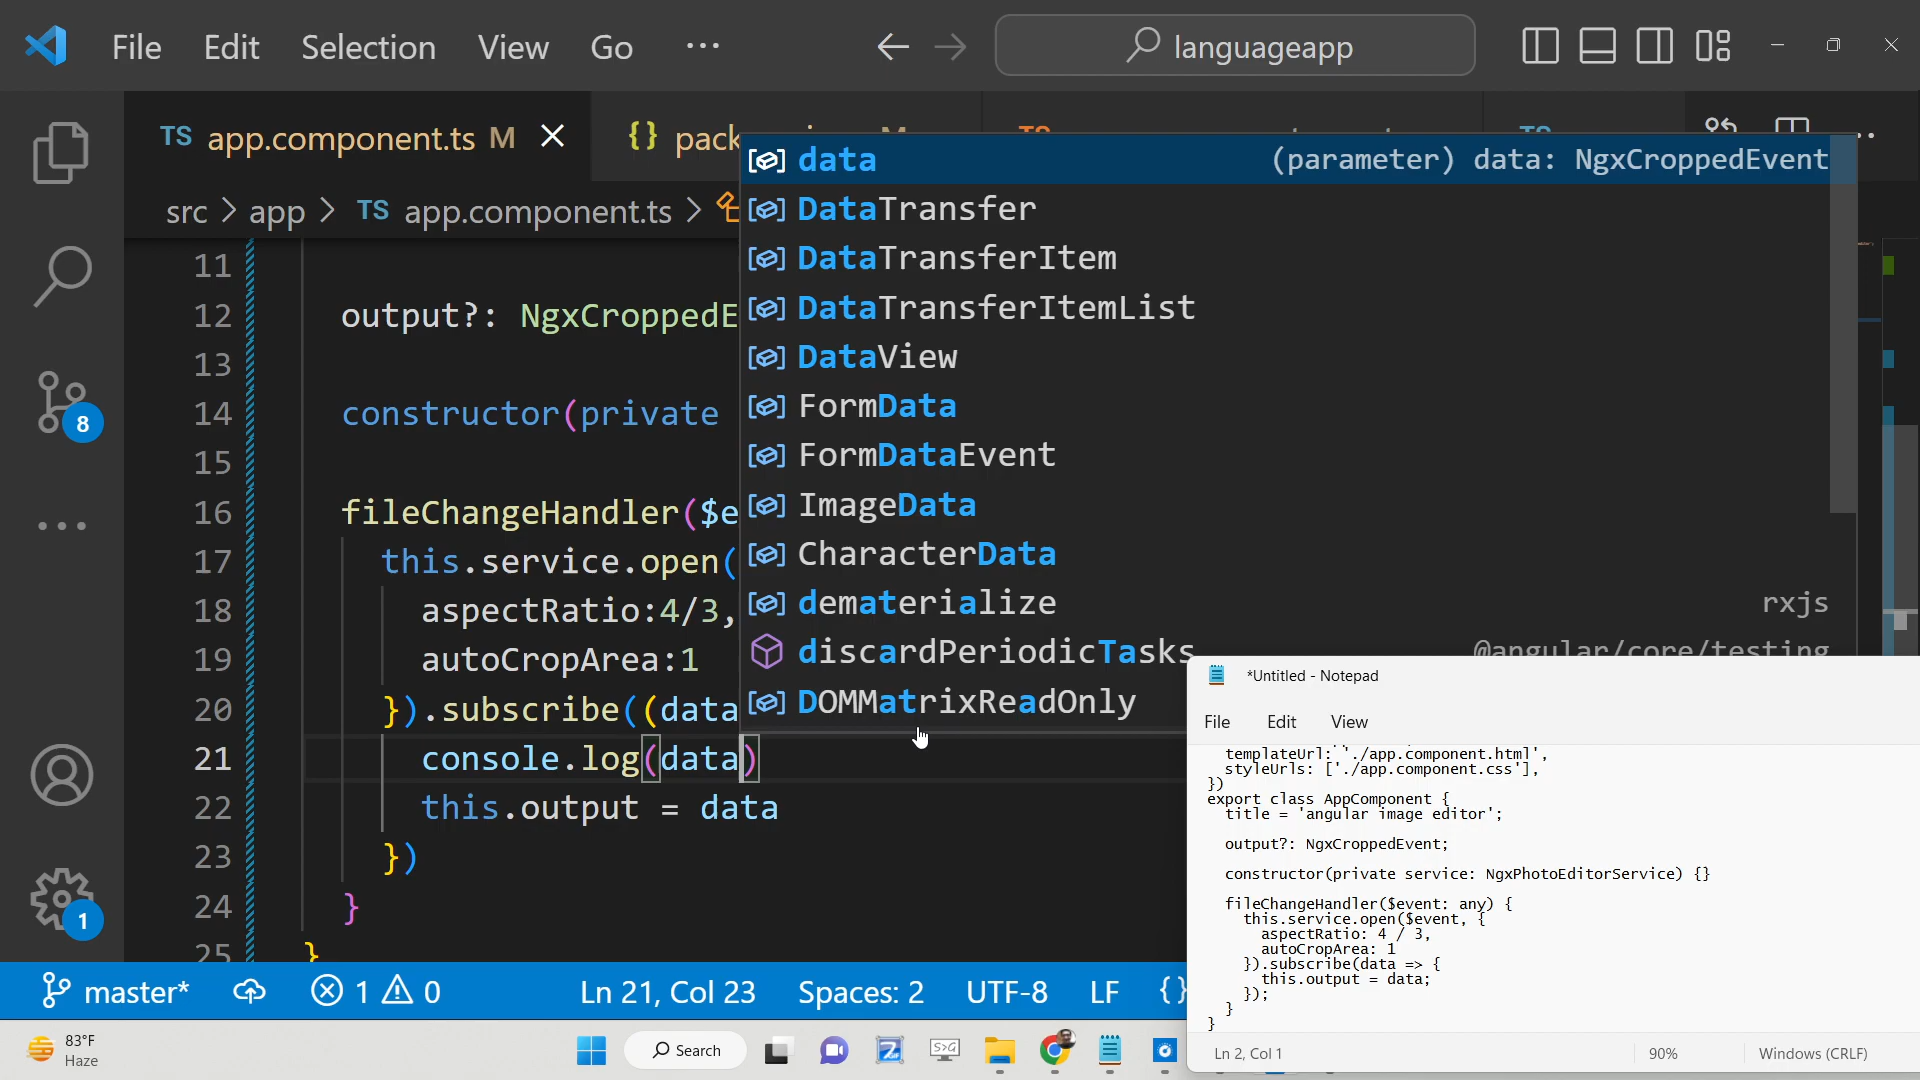 File Edit Selection View Go ··· languageapp
TS app.component.ts M
{} pack
src > app > TS app.component.ts >
11
12 output?: NgxCroppedE
13
14 constructor(private
15
16 fileChangeHandler($e
17 this.service.open(
18 aspectRatio:4/3,
19 autoCropArea:1
20 }).subscribe((data
21 console.log(data)
22 this.output = data
23 })
24 }
25 }
data (parameter) data: NgxCroppedEvent
DataTransfer
DataTransferItem
DataTransferItemList
DataView
FormData
FormDataEvent
ImageData
CharacterData
dematerialize rxjs
discardPeriodicTasks @angular/core/testing
DOMMatrixReadOnly
8
1
master* 1 0 Ln 21, Col 23 Spaces: 2 UTF-8 LF {}
*Untitled - Notepad
File Edit View
templateUrl: './app.component.html',
styleUrls: ['./app.component.css'],
})
export class AppComponent {
title = 'angular image editor';
output?: NgxCroppedEvent;
constructor(private service: NgxPhotoEditorService) {}
fileChangeHandler($event: any) {
this.service.open($event, {
aspectRatio: 4 / 3,
autoCropArea: 1
}).subscribe(data => {
this.output = data;
});
}
}
Ln 2, Col 1 90% Windows (CRLF)
83°F
Haze
Search